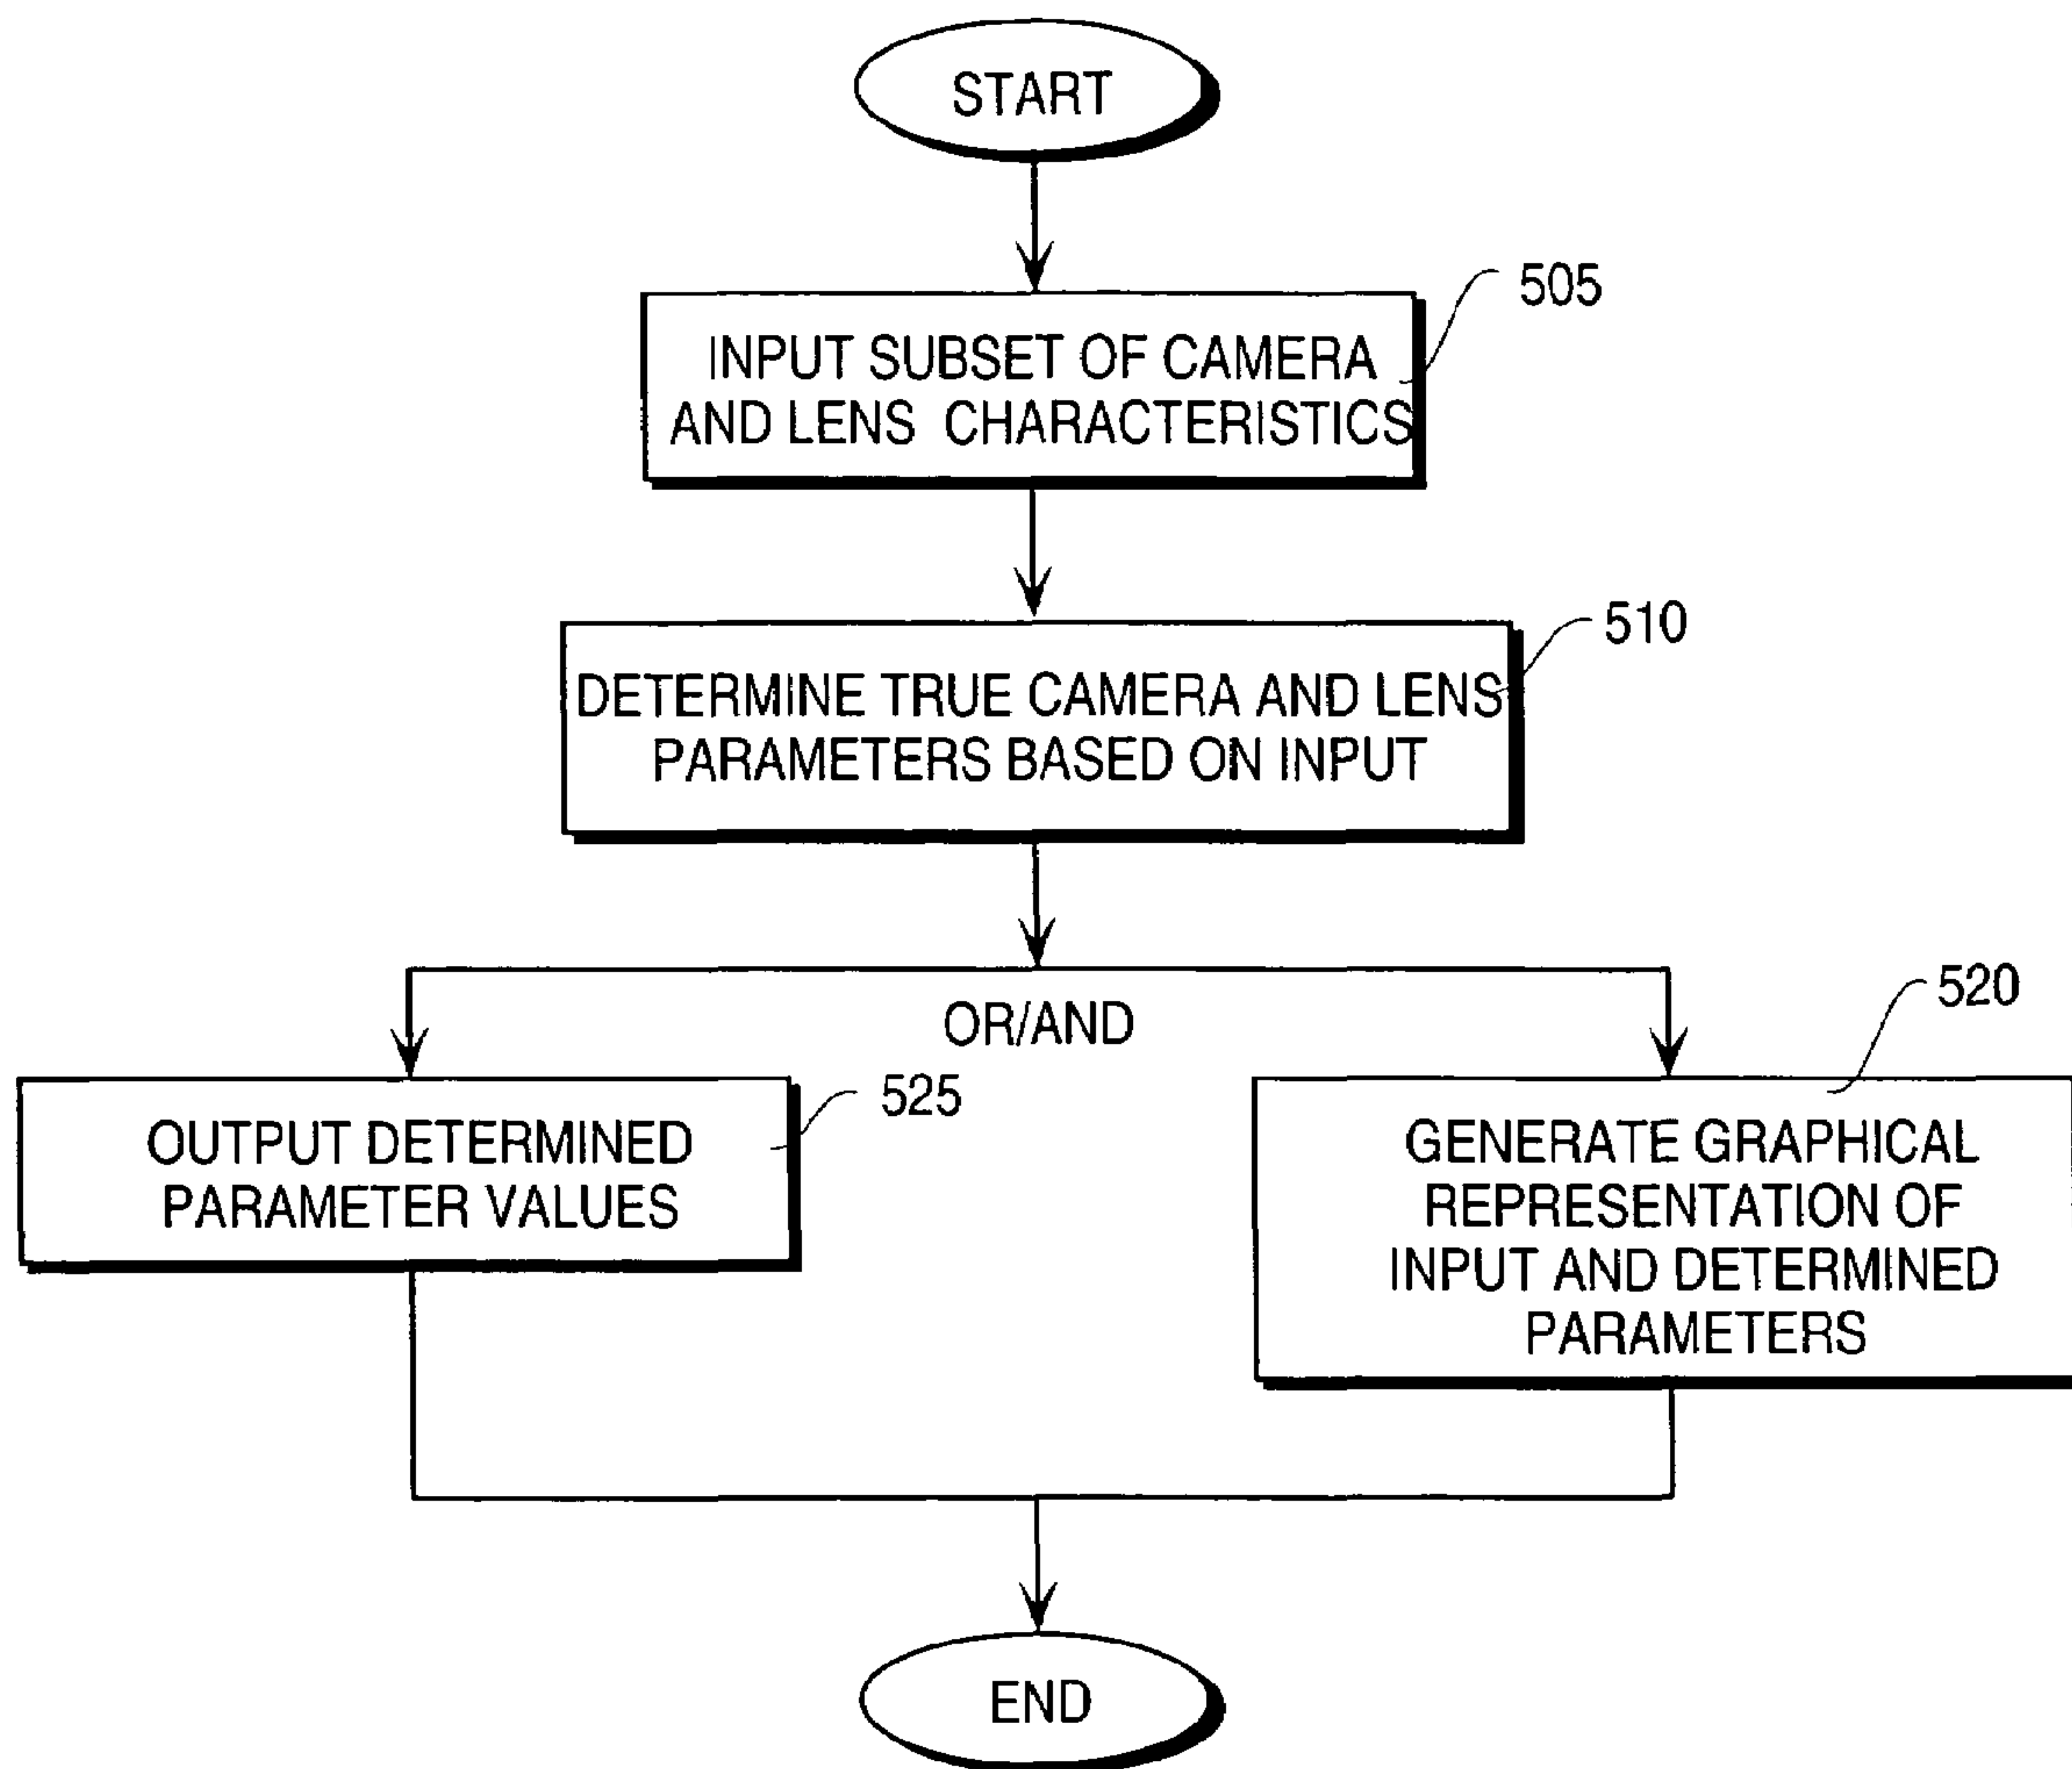 START
505
INPUT SUBSET OF CAMERA
AND LENS CHARACTERISTICS
510
DETERMINE TRUE CAMERA AND LENS
PARAMETERS BASED ON INPUT
OR/AND
525
OUTPUT DETERMINED
PARAMETER VALUES
520
GENERATE GRAPHICAL
REPRESENTATION OF
INPUT AND DETERMINED
PARAMETERS
END